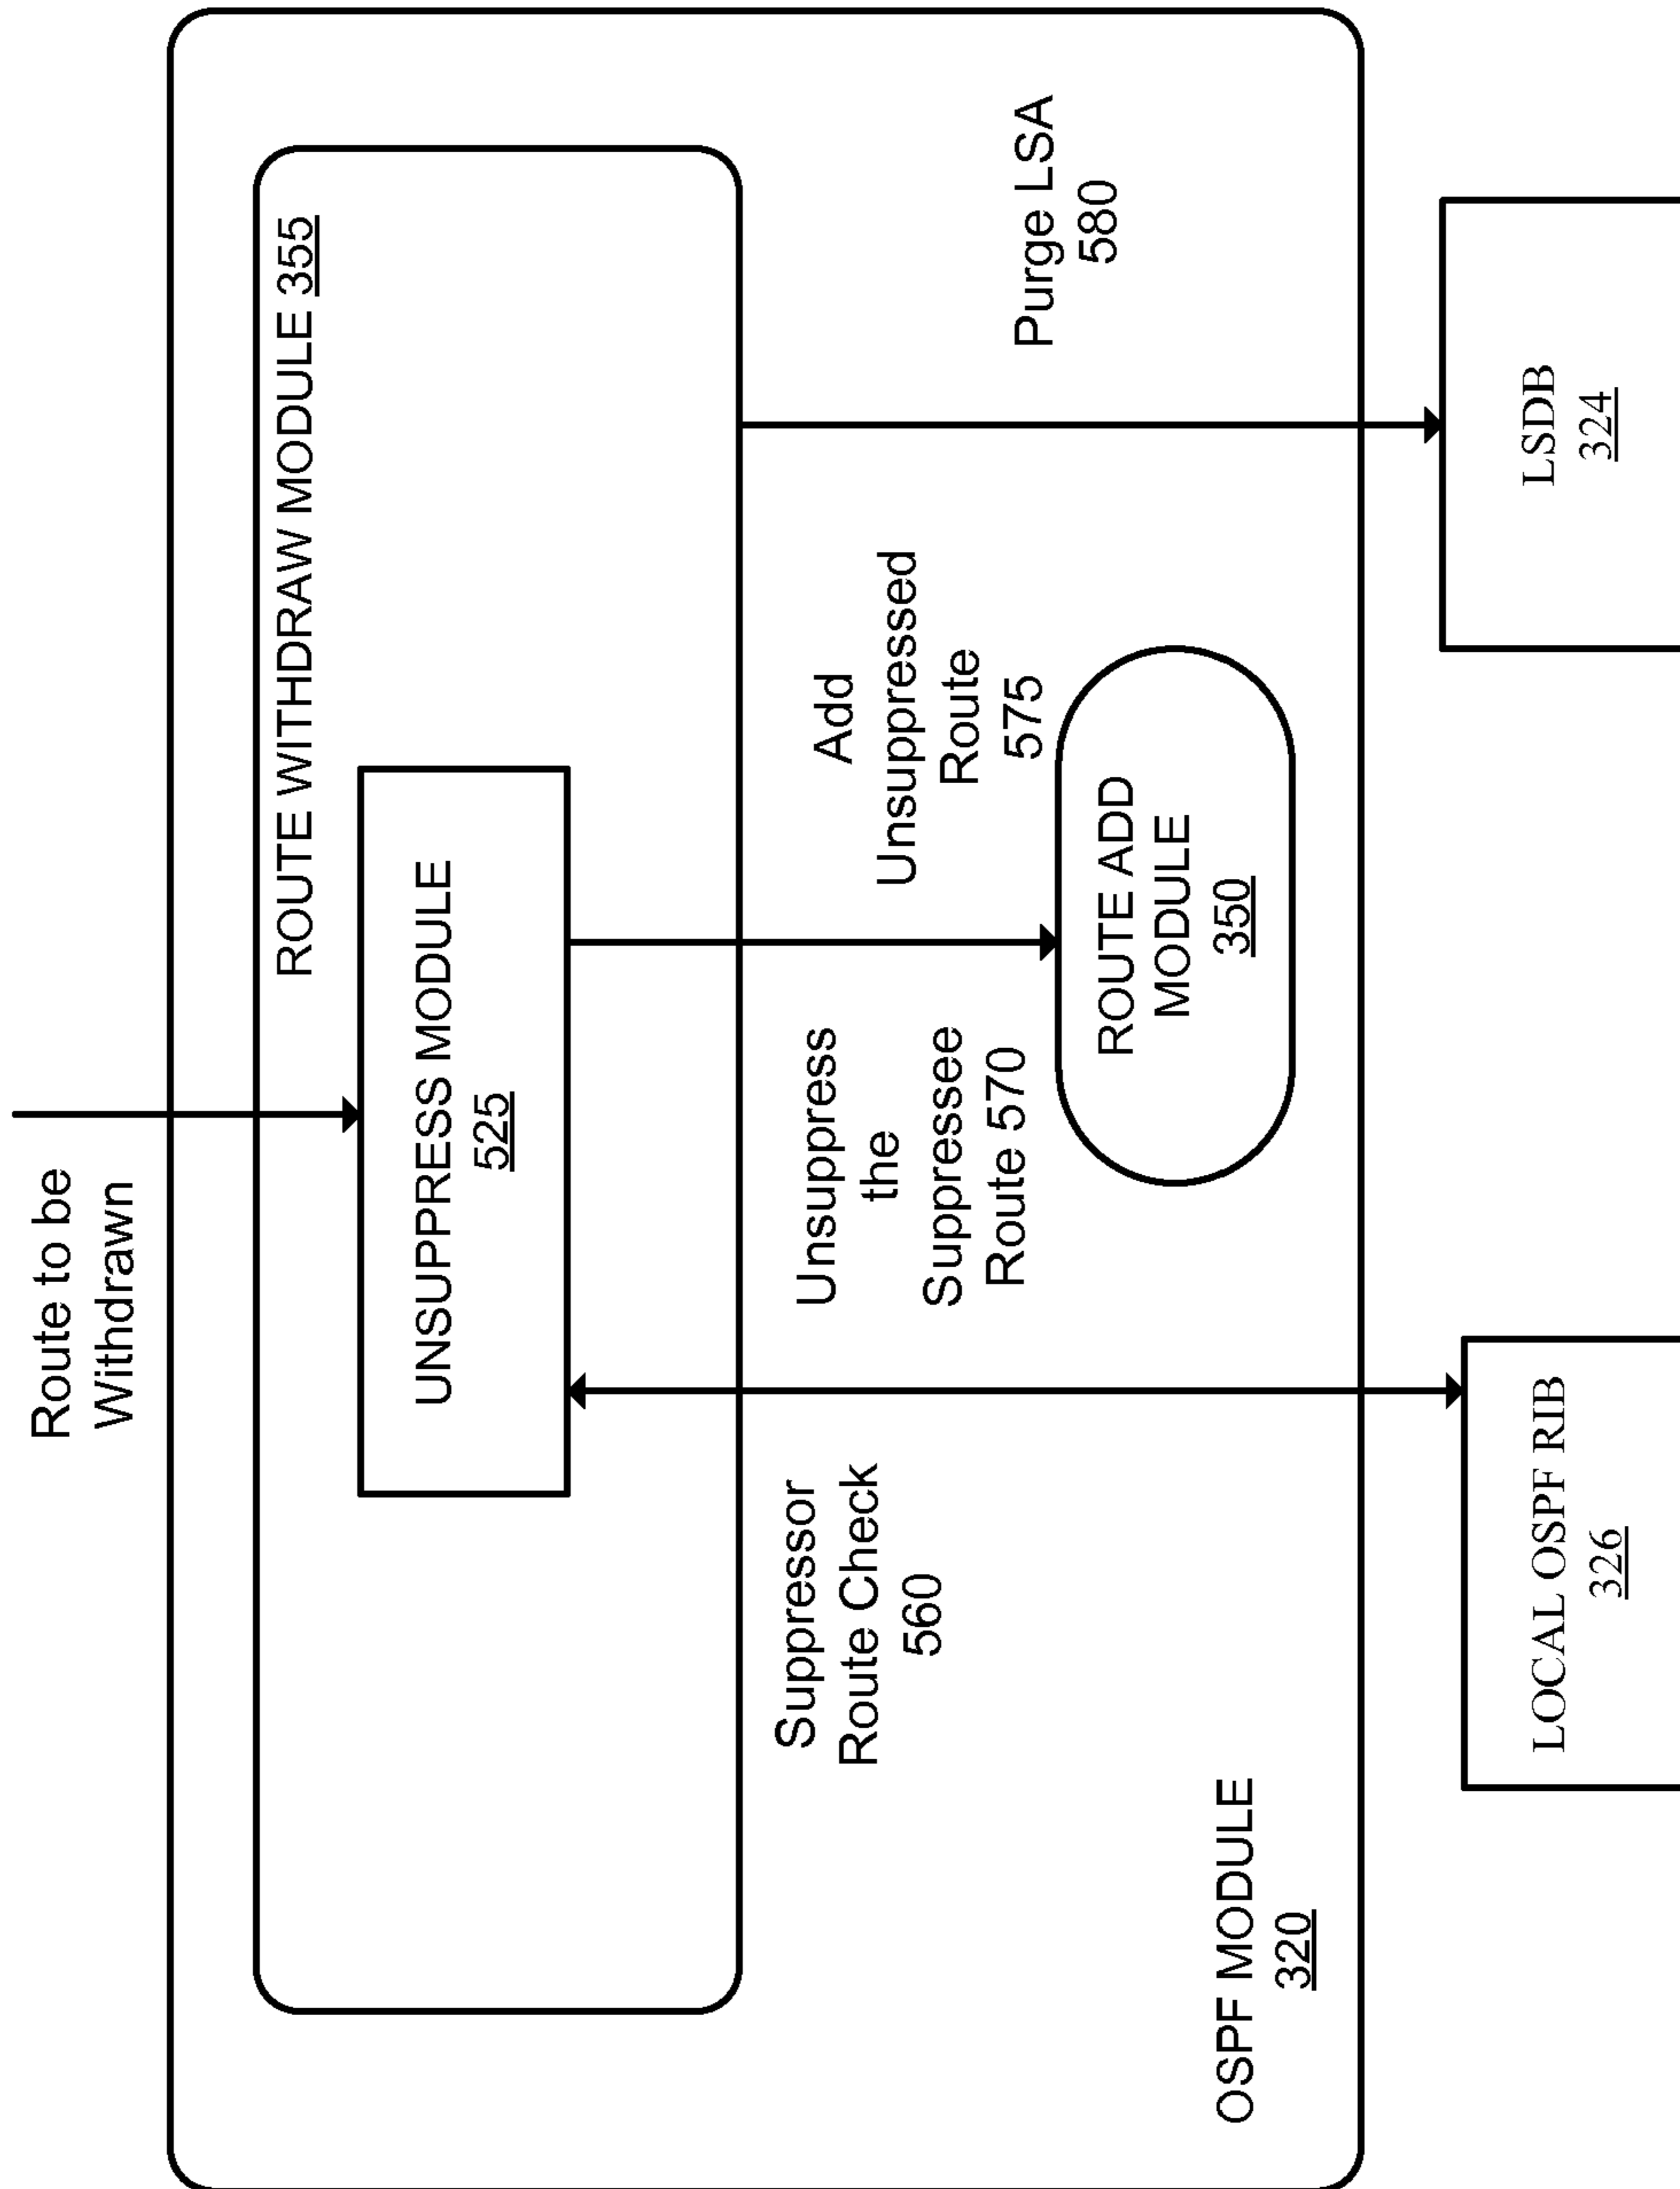 Route to be
Withdrawn
ROUTE WITHDRAW MODULE 355
UNSUPPRESS MODULE
525
Suppressor
Route Check
560
Unsuppress
the
Suppressee
Route 570
Add
Unsuppressed
Route
575
Purge LSA
580
ROUTE ADD
MODULE
350
OSPF MODULE
320
LOCAL OSPF RIB
326
LSDB
324